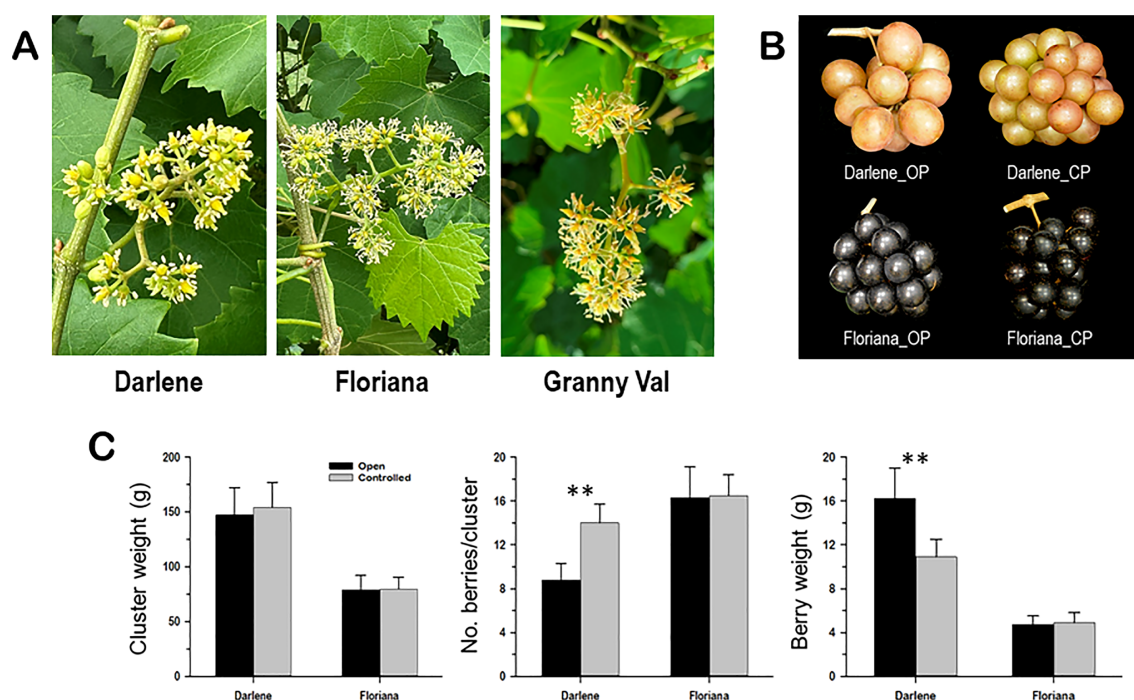 A
Darlene
Floriana
Granny Val
B
Darlene_OP
Darlene_CP
Floriana_OP
Floriana_CP
C
Cluster weight (g)
200
150
100
50
0
Open
Controlled
Darlene
Floriana
No. berries/cluster
20
16
12
8
4
0
**
Darlene
Floriana
Berry weight (g)
20
16
12
8
4
0
**
Darlene
Floriana